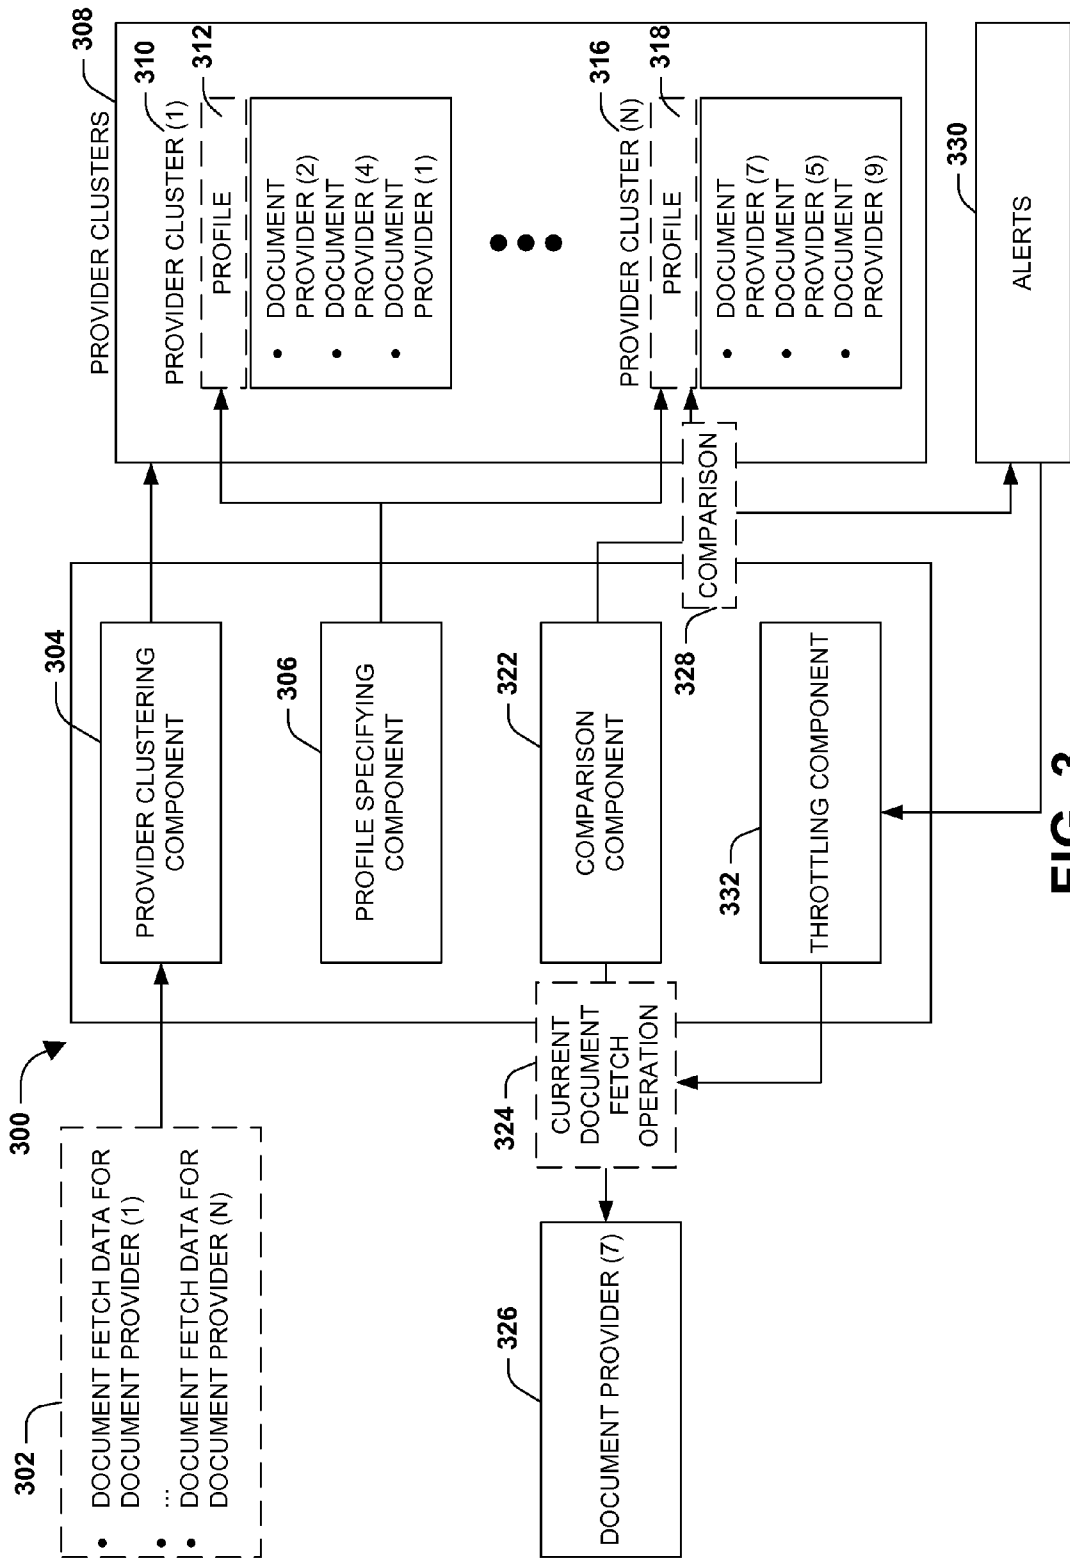 300
302
• DOCUMENT FETCH DATA FOR
DOCUMENT PROVIDER (1)
• ...
• DOCUMENT FETCH DATA FOR
DOCUMENT PROVIDER (N)
304
PROVIDER CLUSTERING
COMPONENT
306
PROFILE SPECIFYING
COMPONENT
322
COMPARISON
COMPONENT
324
CURRENT
DOCUMENT
FETCH
OPERATION
326
DOCUMENT PROVIDER (7)
328
COMPARISON
332
THROTTLING COMPONENT
PROVIDER CLUSTERS
308
PROVIDER CLUSTER (1)
310
PROFILE
312
• DOCUMENT
PROVIDER (2)
• DOCUMENT
PROVIDER (4)
• DOCUMENT
PROVIDER (1)
PROVIDER CLUSTER (N)
316
PROFILE
318
• DOCUMENT
PROVIDER (7)
• DOCUMENT
PROVIDER (5)
• DOCUMENT
PROVIDER (9)
330
ALERTS
FIG. 3